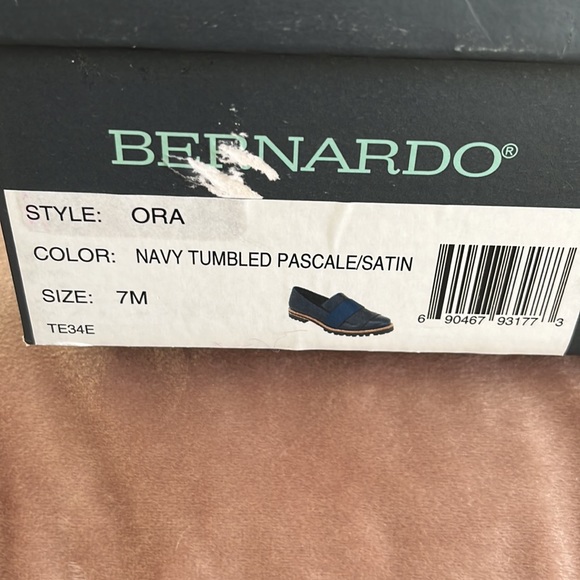 BERNARDO®
STYLE: ORA
COLOR: NAVY TUMBLED PASCALE/SATIN
SIZE: 7M
TE34E
6 90467 93177 3